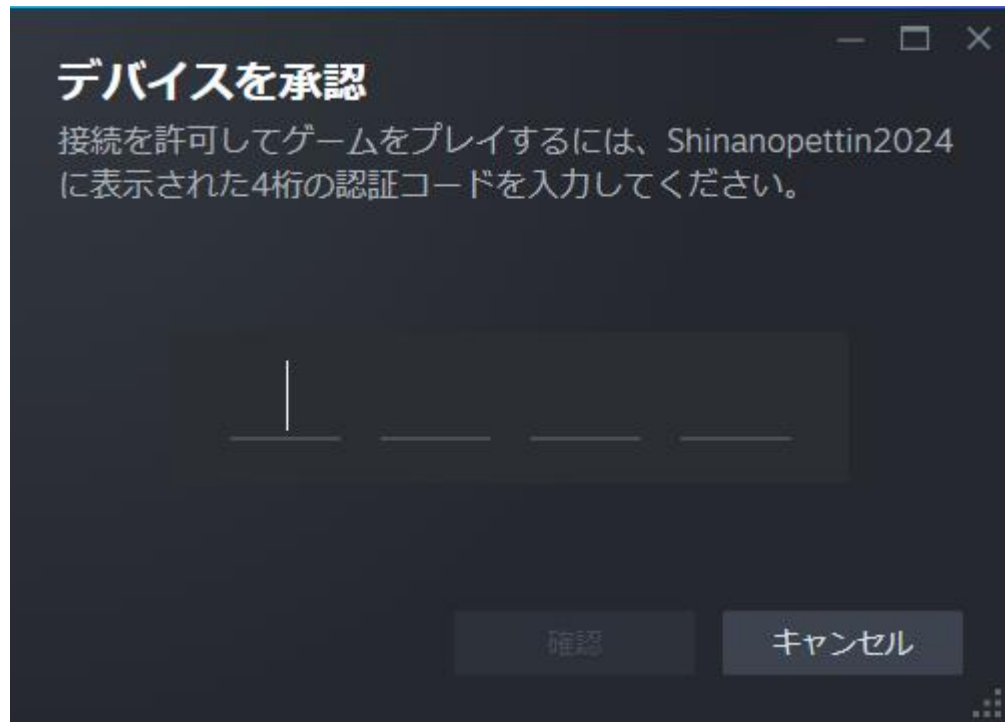 デバイスを承認
接続を許可してゲームをプレイするには、Shinanopettin2024
に表示された4桁の認証コードを入力してください。
確認
キャンセル